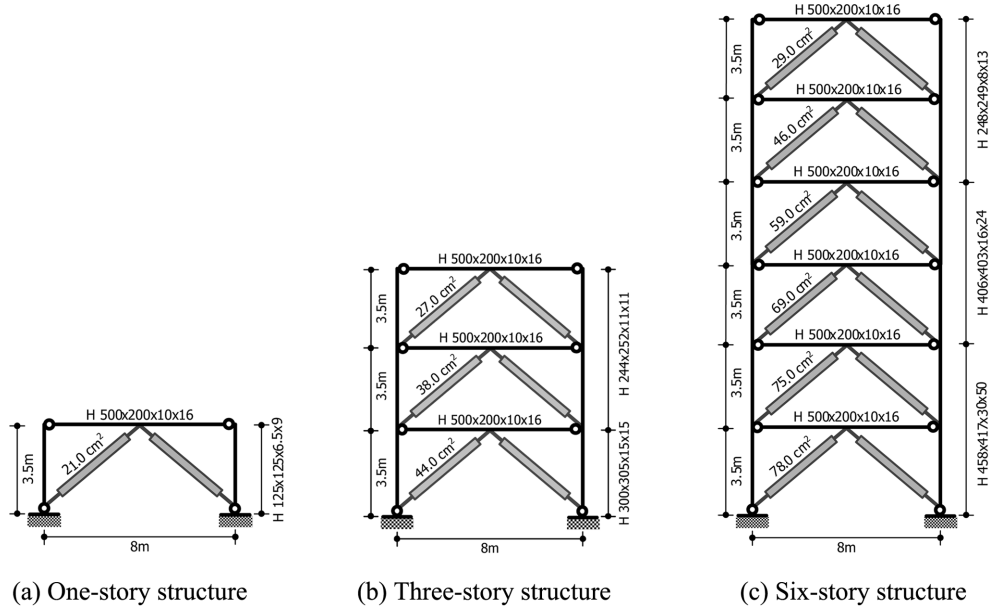 H 500x200x10x16
21.0 cm²
3.5m
H 125x125x6.5x9
8m
(a) One-story structure
H 500x200x10x16
27.0 cm²
3.5m
H 500x200x10x16
38.0 cm²
3.5m
H 244x252x11x11
H 500x200x10x16
44.0 cm²
3.5m
H 300x305x15x15
8m
(b) Three-story structure
H 500x200x10x16
29.0 cm²
3.5m
H 500x200x10x16
46.0 cm²
3.5m
H 248x249x8x13
H 500x200x10x16
59.0 cm²
3.5m
H 500x200x10x16
69.0 cm²
3.5m
H 406x403x16x24
H 500x200x10x16
75.0 cm²
3.5m
H 500x200x10x16
78.0 cm²
3.5m
H 458x417x30x50
8m
(c) Six-story structure